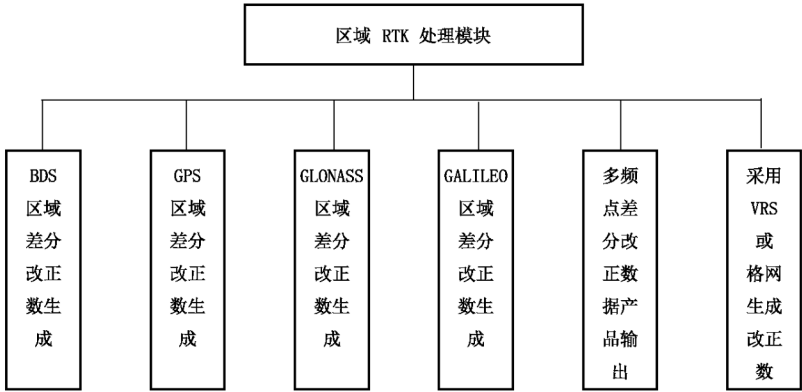 区域 RTK 处理模块
BDS
区域
差分
改正
数生
成
GPS
区域
差分
改正
数生
成
GLONASS
区域
差分
改正
数生
成
GALILEO
区域
差分
改正
数生
成
多频
点差
分改
正数
据产
品输
出
采用
VRS
或
格网
生成
改正
数